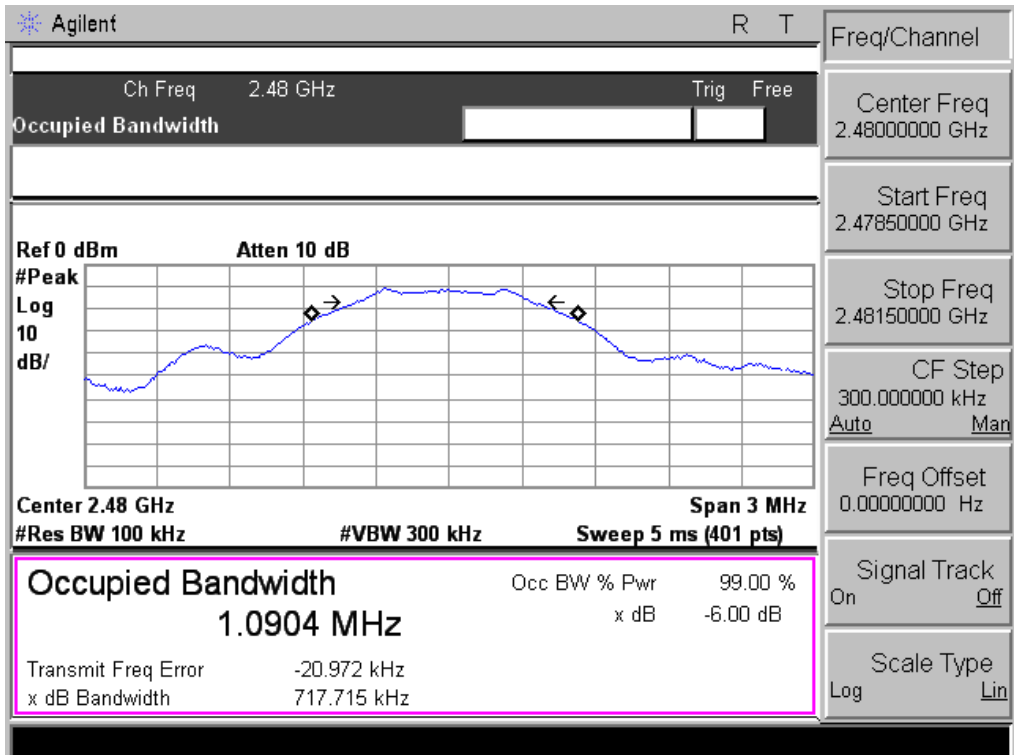 Agilent R T
Ch Freq 2.48 GHz Trig Free
Occupied Bandwidth
Ref 0 dBm Atten 10 dB
#Peak
Log
10
dB/
Center 2.48 GHz Span 3 MHz
#Res BW 100 kHz #VBW 300 kHz Sweep 5 ms (401 pts)
Occupied Bandwidth Occ BW % Pwr 99.00 %
1.0904 MHz x dB -6.00 dB
Transmit Freq Error -20.972 kHz
x dB Bandwidth 717.715 kHz
Freq/Channel
Center Freq
2.48000000 GHz
Start Freq
2.47850000 GHz
Stop Freq
2.48150000 GHz
CF Step
300.000000 kHz
Auto Man
Freq Offset
0.00000000 Hz
Signal Track
On Off
Scale Type
Log Lin